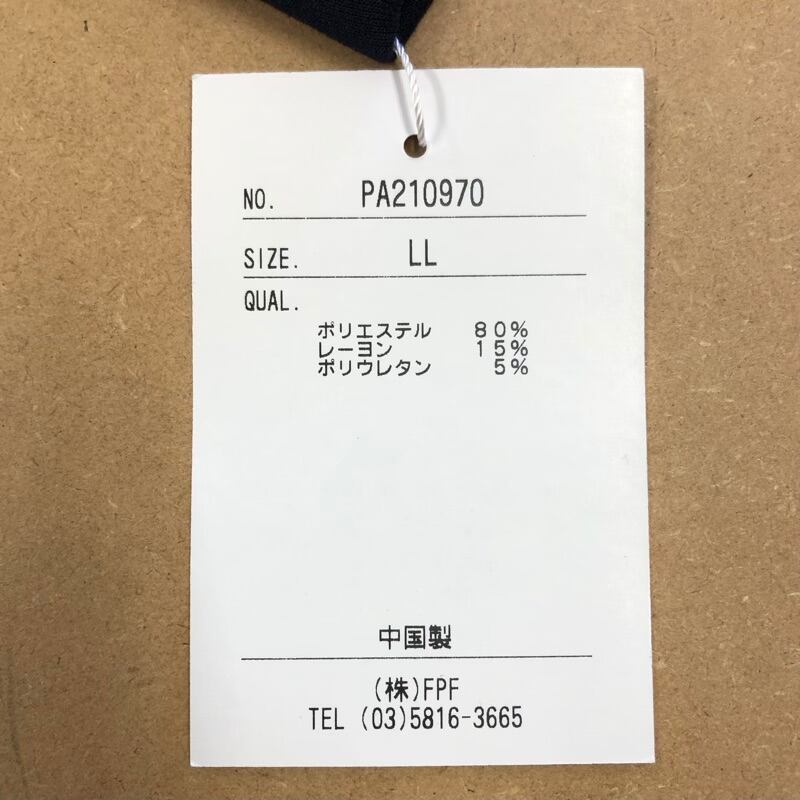 NO. PA210970
SIZE. LL
QUAL.
ポリエステル 80%
レーヨン 15%
ポリウレタン 5%
中国製
(株)FPF
TEL (03)5816-3665